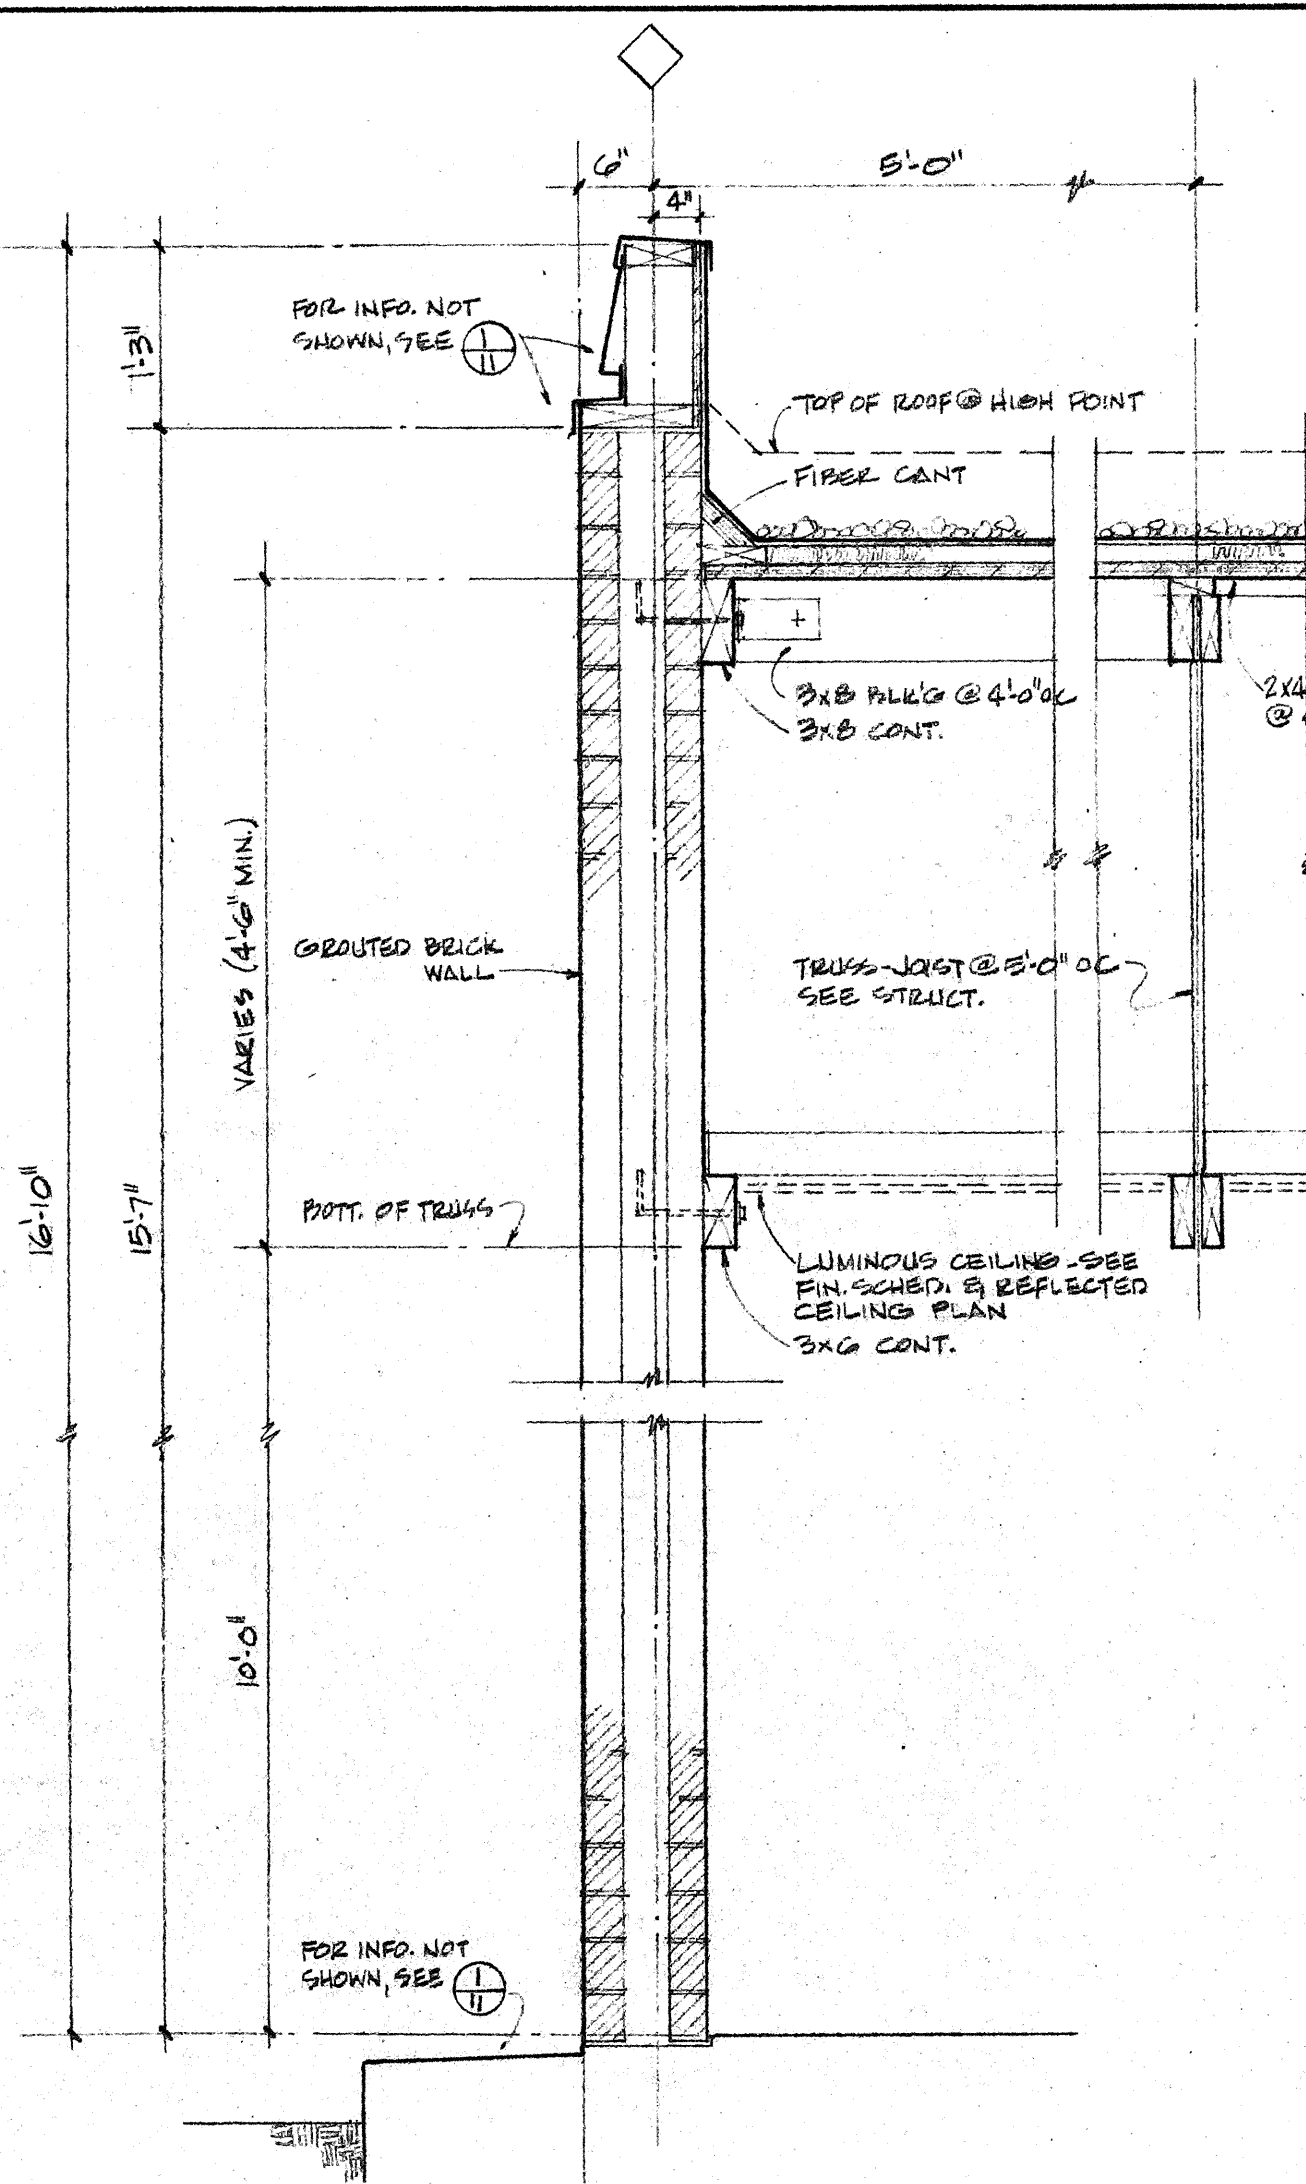 6"
5'-0"
4"
FOR INFO. NOT
SHOWN, SEE 1
11
1'-3"
TOP OF ROOF @ HIGH POINT
FIBER CANT
3x8 BLK'G @ 4'-0" OC
3x8 CONT.
2x4
@
VARIES (4'-6" MIN.)
GROUTED BRICK
WALL
TRUSS-JOIST @ 5'-0" OC
SEE STRUCT.
16'-10"
15'-7"
BOTT. OF TRUSS
LUMINOUS CEILING - SEE
FIN. SCHED. & REFLECTED
CEILING PLAN
3x6 CONT.
10'-0"
FOR INFO. NOT
SHOWN, SEE 1
11